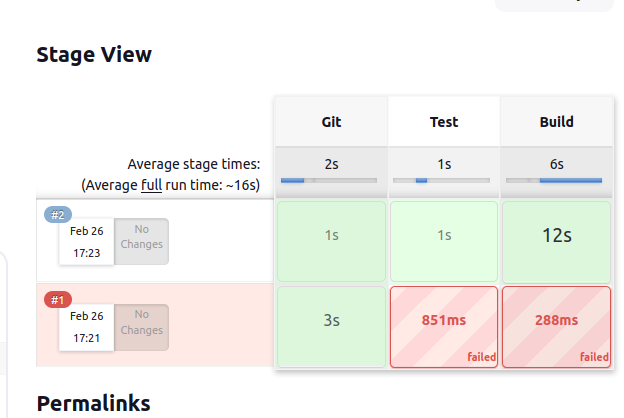 Stage View
Git
Test
Build
Average stage times:
2s
1s
6s
(Average full run time: ~16s)
#2
Feb 26
17:23
No
Changes
1s
1s
12s
#1
Feb 26
17:21
No
Changes
3s
851ms
failed
288ms
failed
Permalinks